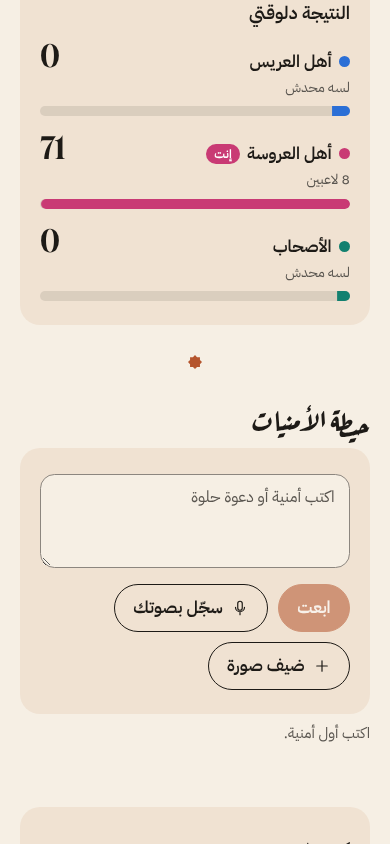 النتيجة دلوقتي
أهل العريس 0
لسه محدش
أهل العروسة إنت 71
8 لاعبين
الأصحاب 0
لسه محدش
حيطة الأمنيات
اكتب أمنية أو دعوة حلوة
ابعت
سجّل بصوتك
ضيف صورة
اكتب أول أمنية.